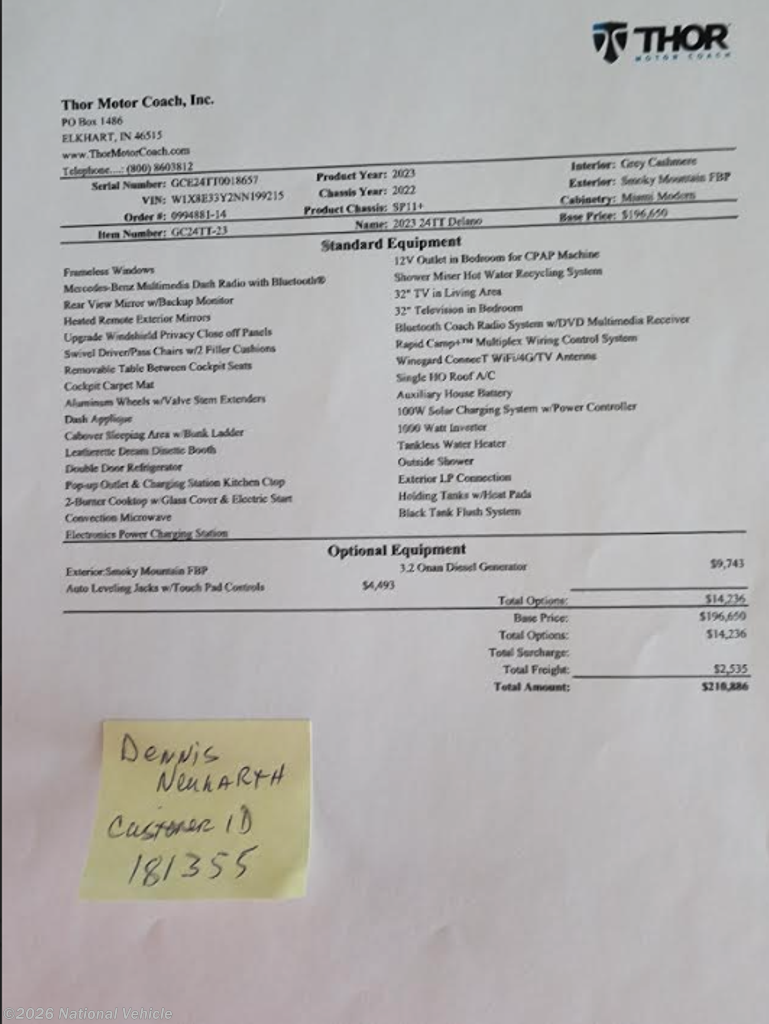 THOR
MOTOR COACH
Thor Motor Coach, Inc.
PO Box 1486
ELKHART, IN 46515
www.ThorMotorCoach.com
Telephone....: (800) 8603812
Serial Number: GCE24TT0018657
VIN: W1X8E33Y2NN199215
Order #: 0994881-14
Item Number: GC24TT-23
Product Year: 2023
Chassis Year: 2022
Product Chassis: SP11+
Name: 2023 24TT Delano
Interior: Grey Cashmere
Exterior: Smoky Mountain FBP
Cabinetry: Miami Modern
Base Price: $196,650
Standard Equipment
Frameless Windows
Mercedes-Benz Multimedia Dash Radio with Bluetooth®
Rear View Mirror w/Backup Monitor
Heated Remote Exterior Mirrors
Upgrade Windshield Privacy Close off Panels
Swivel Driver/Pass Chairs w/2 Filler Cushions
Removable Table Between Cockpit Seats
Cockpit Carpet Mat
Aluminum Wheels w/Valve Stem Extenders
Dash Applique
Cabover Sleeping Area w/Bunk Ladder
Leatherette Dream Dinette Booth
Double Door Refrigerator
Pop-up Outlet & Charging Station Kitchen Ctop
2-Burner Cooktop w/Glass Cover & Electric Start
Convection Microwave
Electronics Power Charging Station
12V Outlet in Bedroom for CPAP Machine
Shower Miser Hot Water Recycling System
32" TV in Living Area
32" Television in Bedroom
Bluetooth Coach Radio System w/DVD Multimedia Receiver
Rapid Camp+™ Multiplex Wiring Control System
Winegard ConnecT WiFi/4G/TV Antenna
Single HO Roof A/C
Auxiliary House Battery
100W Solar Charging System w/Power Controller
1000 Watt Inverter
Tankless Water Heater
Outside Shower
Exterior LP Connection
Holding Tanks w/Heat Pads
Black Tank Flush System
Optional Equipment
Exterior:Smoky Mountain FBP
3.2 Onan Diesel Generator $9,743
Auto Leveling Jacks w/Touch Pad Controls $4,493
Total Options: $14,236
Base Price: $196,650
Total Options: $14,236
Total Surcharge:
Total Freight: $2,535
Total Amount: $210,886
Dennis
Neuharth
Customer ID
181355
©2026 National Vehicle